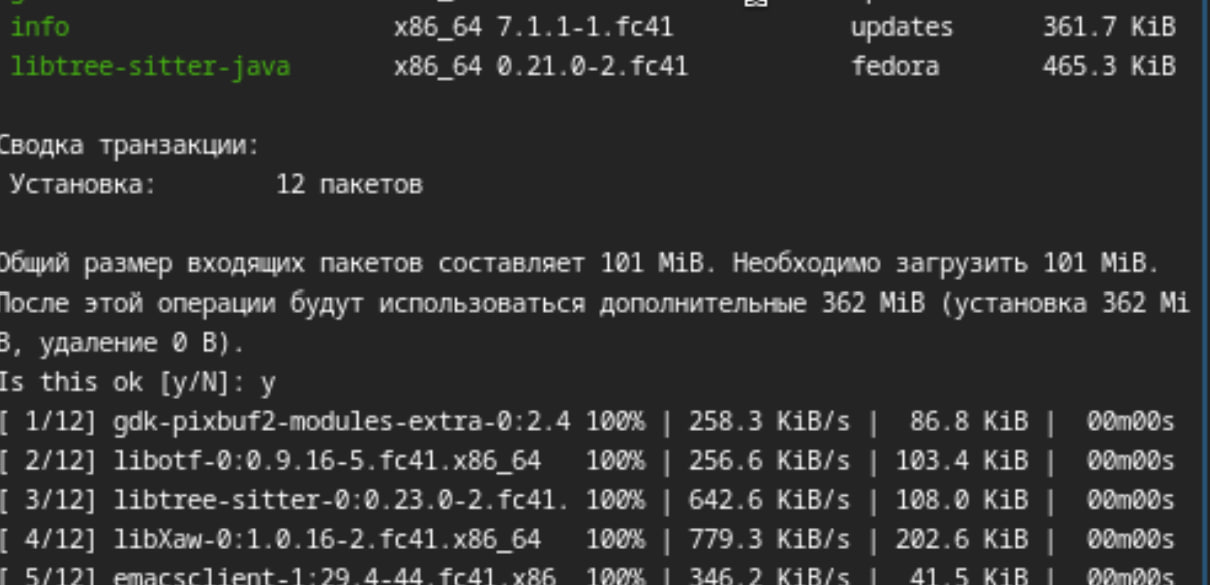 info x86_64 7.1.1-1.fc41 updates 361.7 KiB
libtree-sitter-java x86_64 0.21.0-2.fc41 fedora 465.3 KiB
Сводка транзакции:
Установка: 12 пакетов
Общий размер входящих пакетов составляет 101 MiB. Необходимо загрузить 101 MiB.
После этой операции будут использоваться дополнительные 362 MiB (установка 362 Mi
B, удаление 0 B).
Is this ok [y/N]: y
[ 1/12] gdk-pixbuf2-modules-extra-0:2.4 100% | 258.3 KiB/s | 86.8 KiB | 00m00s
[ 2/12] libotf-0:0.9.16-5.fc41.x86_64 100% | 256.6 KiB/s | 103.4 KiB | 00m00s
[ 3/12] libtree-sitter-0:0.23.0-2.fc41. 100% | 642.6 KiB/s | 108.0 KiB | 00m00s
[ 4/12] libXaw-0:1.0.16-2.fc41.x86_64 100% | 779.3 KiB/s | 202.6 KiB | 00m00s
[ 5/12] emacsclient-1:29.4-44.fc41.x86 100% | 346.2 KiB/s | 41.5 KiB | 00m00s